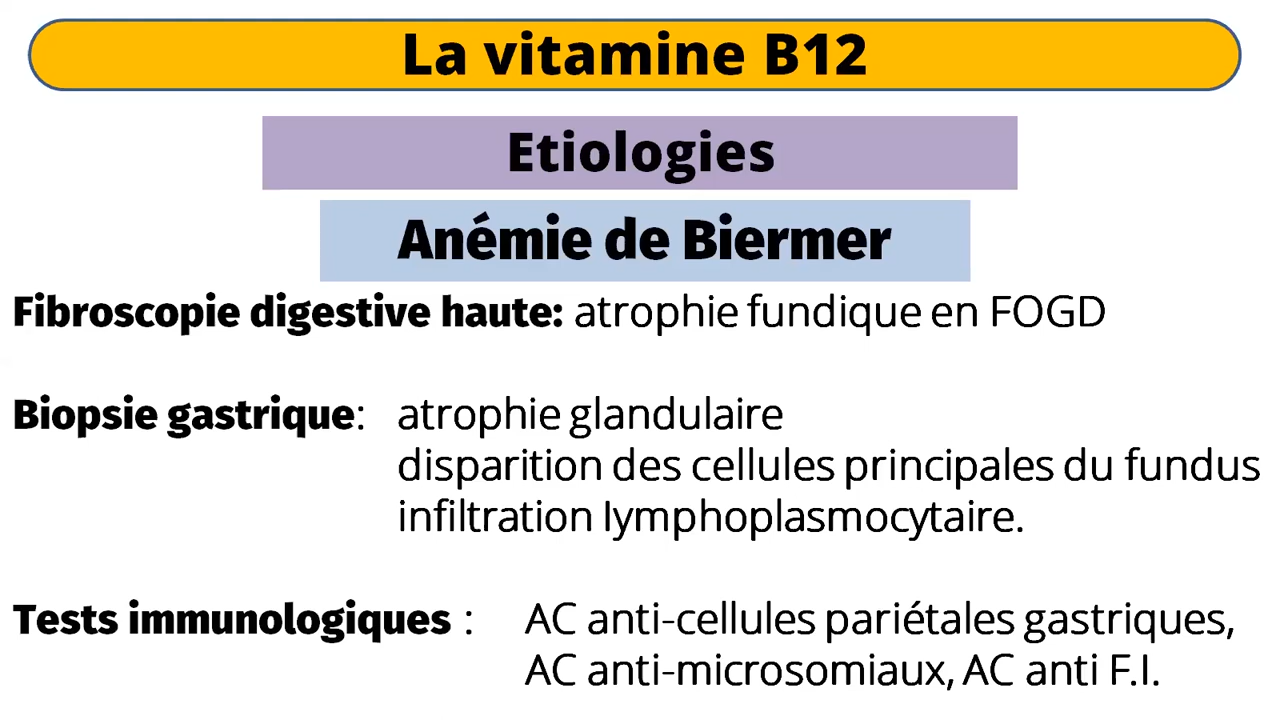 La vitamine B12
Etiologies
Anémie de Biermer
Fibroscopie digestive haute: atrophie fundique en FOGD
Biopsie gastrique: atrophie glandulaire
disparition des cellules principales du fundus
infiltration lymphoplasmocytaire.
Tests immunologiques : AC anti-cellules pariétales gastriques,
AC anti-microsomiaux, AC anti F.I.